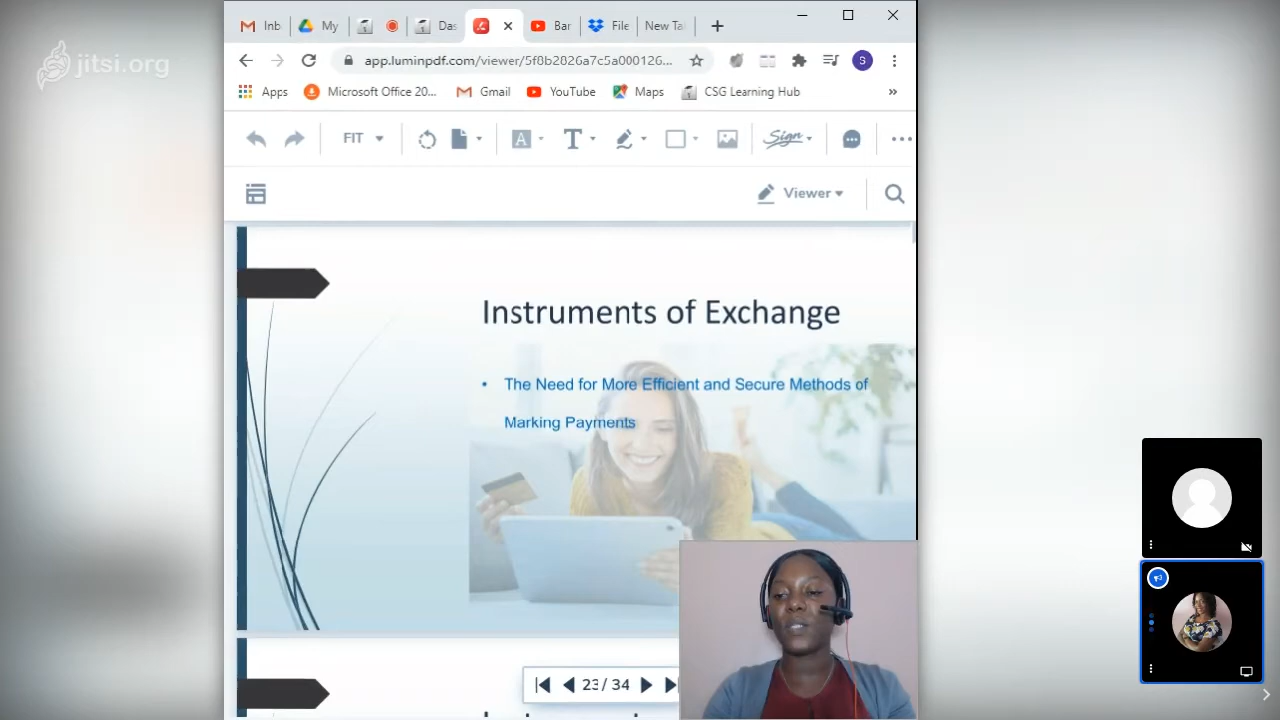 jitsi.org
Inb
My
Das
Bar
File
New Ta
app.luminpdf.com/viewer/5f8b2826a7c5a000126...
S
Apps
Microsoft Office 20...
Gmail
YouTube
Maps
CSG Learning Hub
»
FIT
A
T
Sign
Viewer
Instruments of Exchange
• The Need for More Efficient and Secure Methods of
Marking Payments
23 / 34